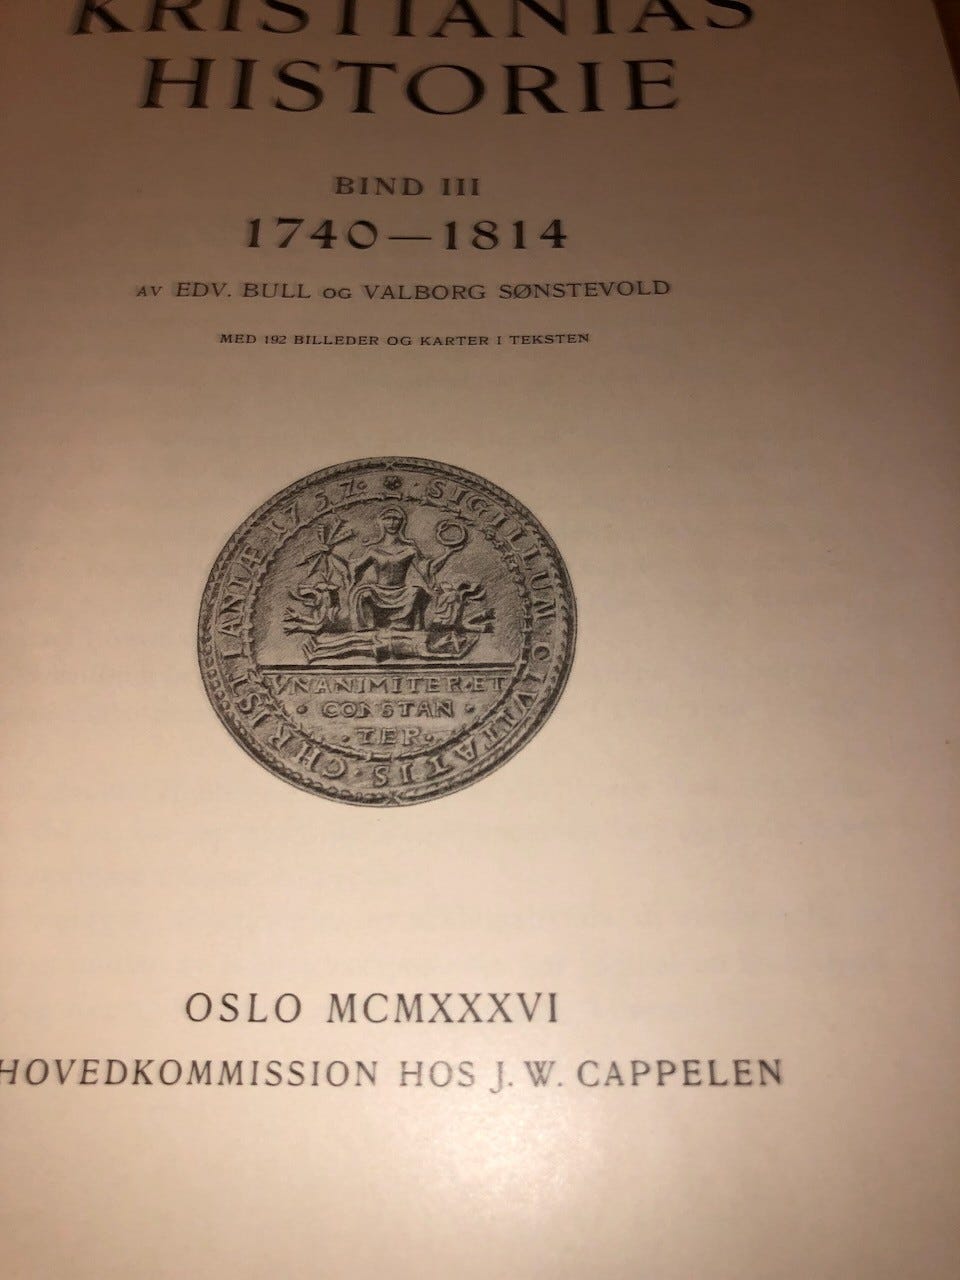 KRISTIANIAS
HISTORIE
BIND III
1740—1814
AV EDV. BULL OG VALBORG SØNSTEVOLD
MED 192 BILLEDER OG KARTER I TEKSTEN
SIGILLUM · CIVITATIS · CHRISTIANIÆ 1757 ·
VNANIMITER · ET
· CONSTAN ·
· TER ·
OSLO MCMXXXVI
HOVEDKOMMISSION HOS J. W. CAPPELEN